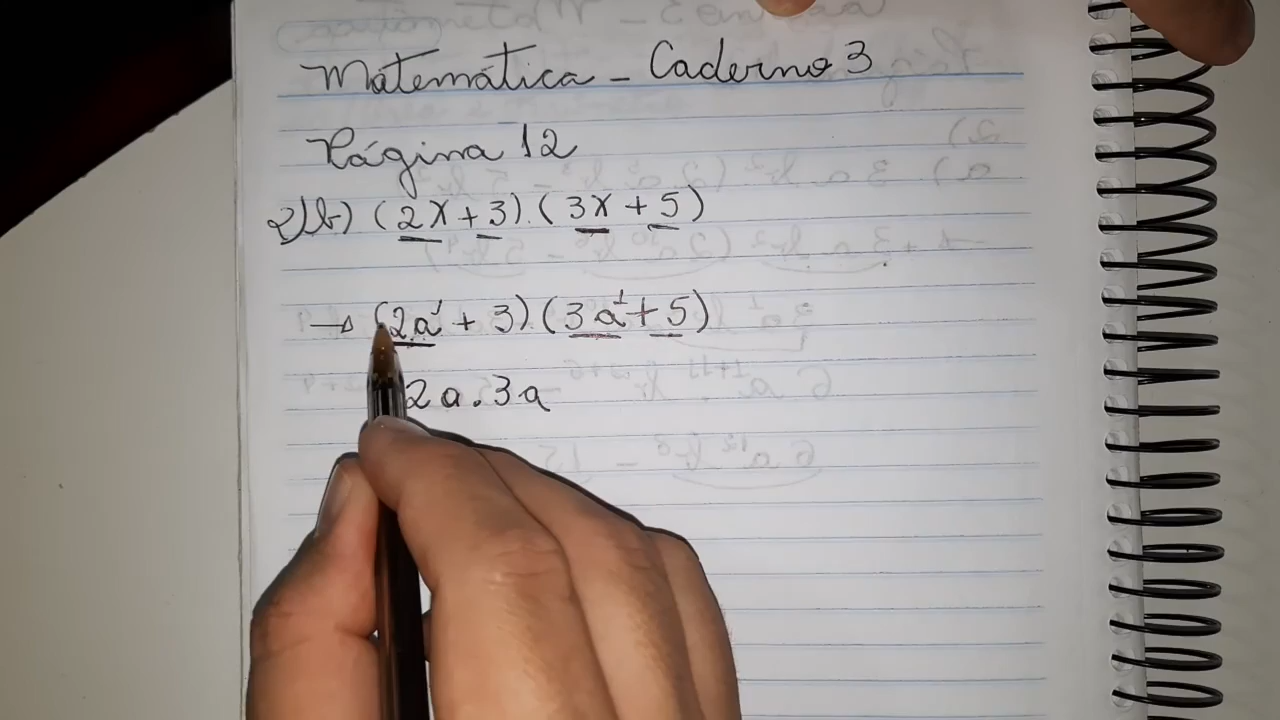 Matemática - Caderno 3
Página 12
2) b) (2x + 3).(3x + 5)
→ (2a¹ + 3).(3a¹ + 5)
2a.3a